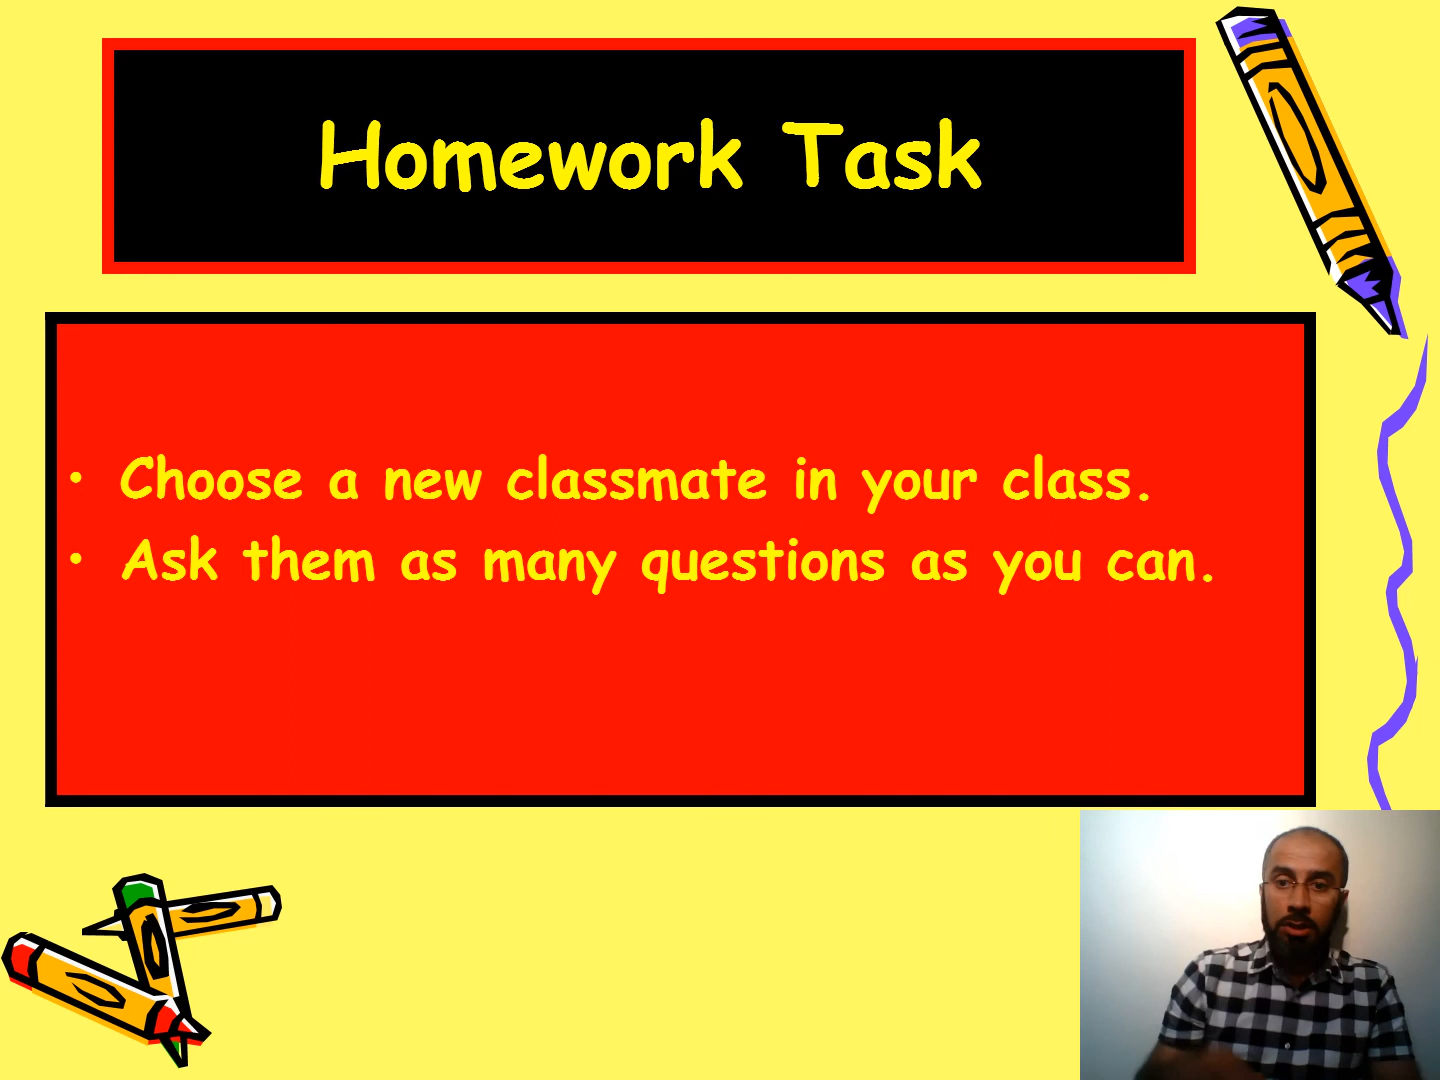 Homework Task
• Choose a new classmate in your class.
• Ask them as many questions as you can.